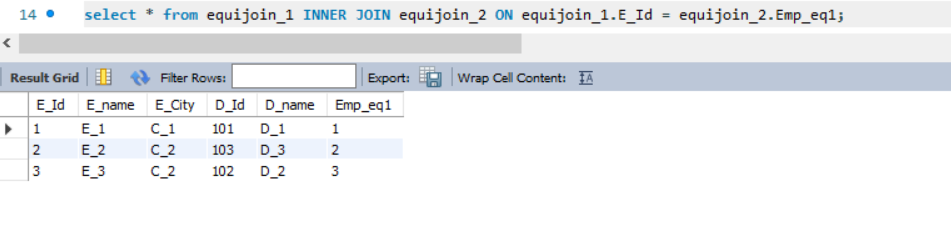 14 select * from equijoin_1 INNER JOIN equijoin_2 ON equijoin_1.E_Id = equijoin_2.Emp_eq1;
Result Grid Filter Rows: Export: Wrap Cell Content: IA
E_Id E_name E_City D_Id D_name Emp_eq1
1 E_1 C_1 101 D_1 1
2 E_2 C_2 103 D_3 2
3 E_3 C_2 102 D_2 3